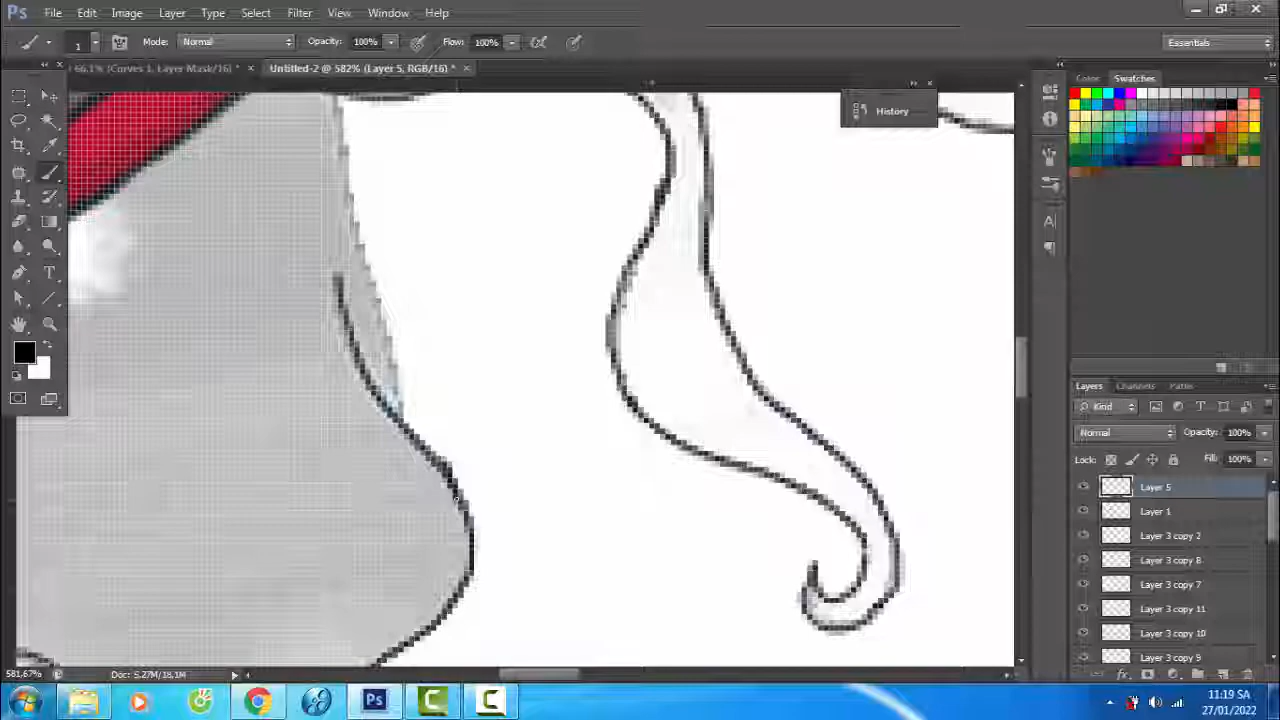 Ps File Edit Image Layer Type Select Filter View Window Help
1 Mode: Normal Opacity: 100% Flow: 100% Essentials
66.1% (Curves 1, Layer Mask/16) * × Untitled-2 @ 582% (Layer 5, RGB/16) * ×
Color Swatches
History
Layers Channels Paths
Kind
Normal Opacity: 100%
Lock: Fill: 100%
Layer 5
Layer 1
Layer 3 copy 2
Layer 3 copy 8
Layer 3 copy 7
Layer 3 copy 11
Layer 3 copy 10
Layer 3 copy 9
581.67% Doc: 5.27M/18.1M
11:19 SA
27/01/2022